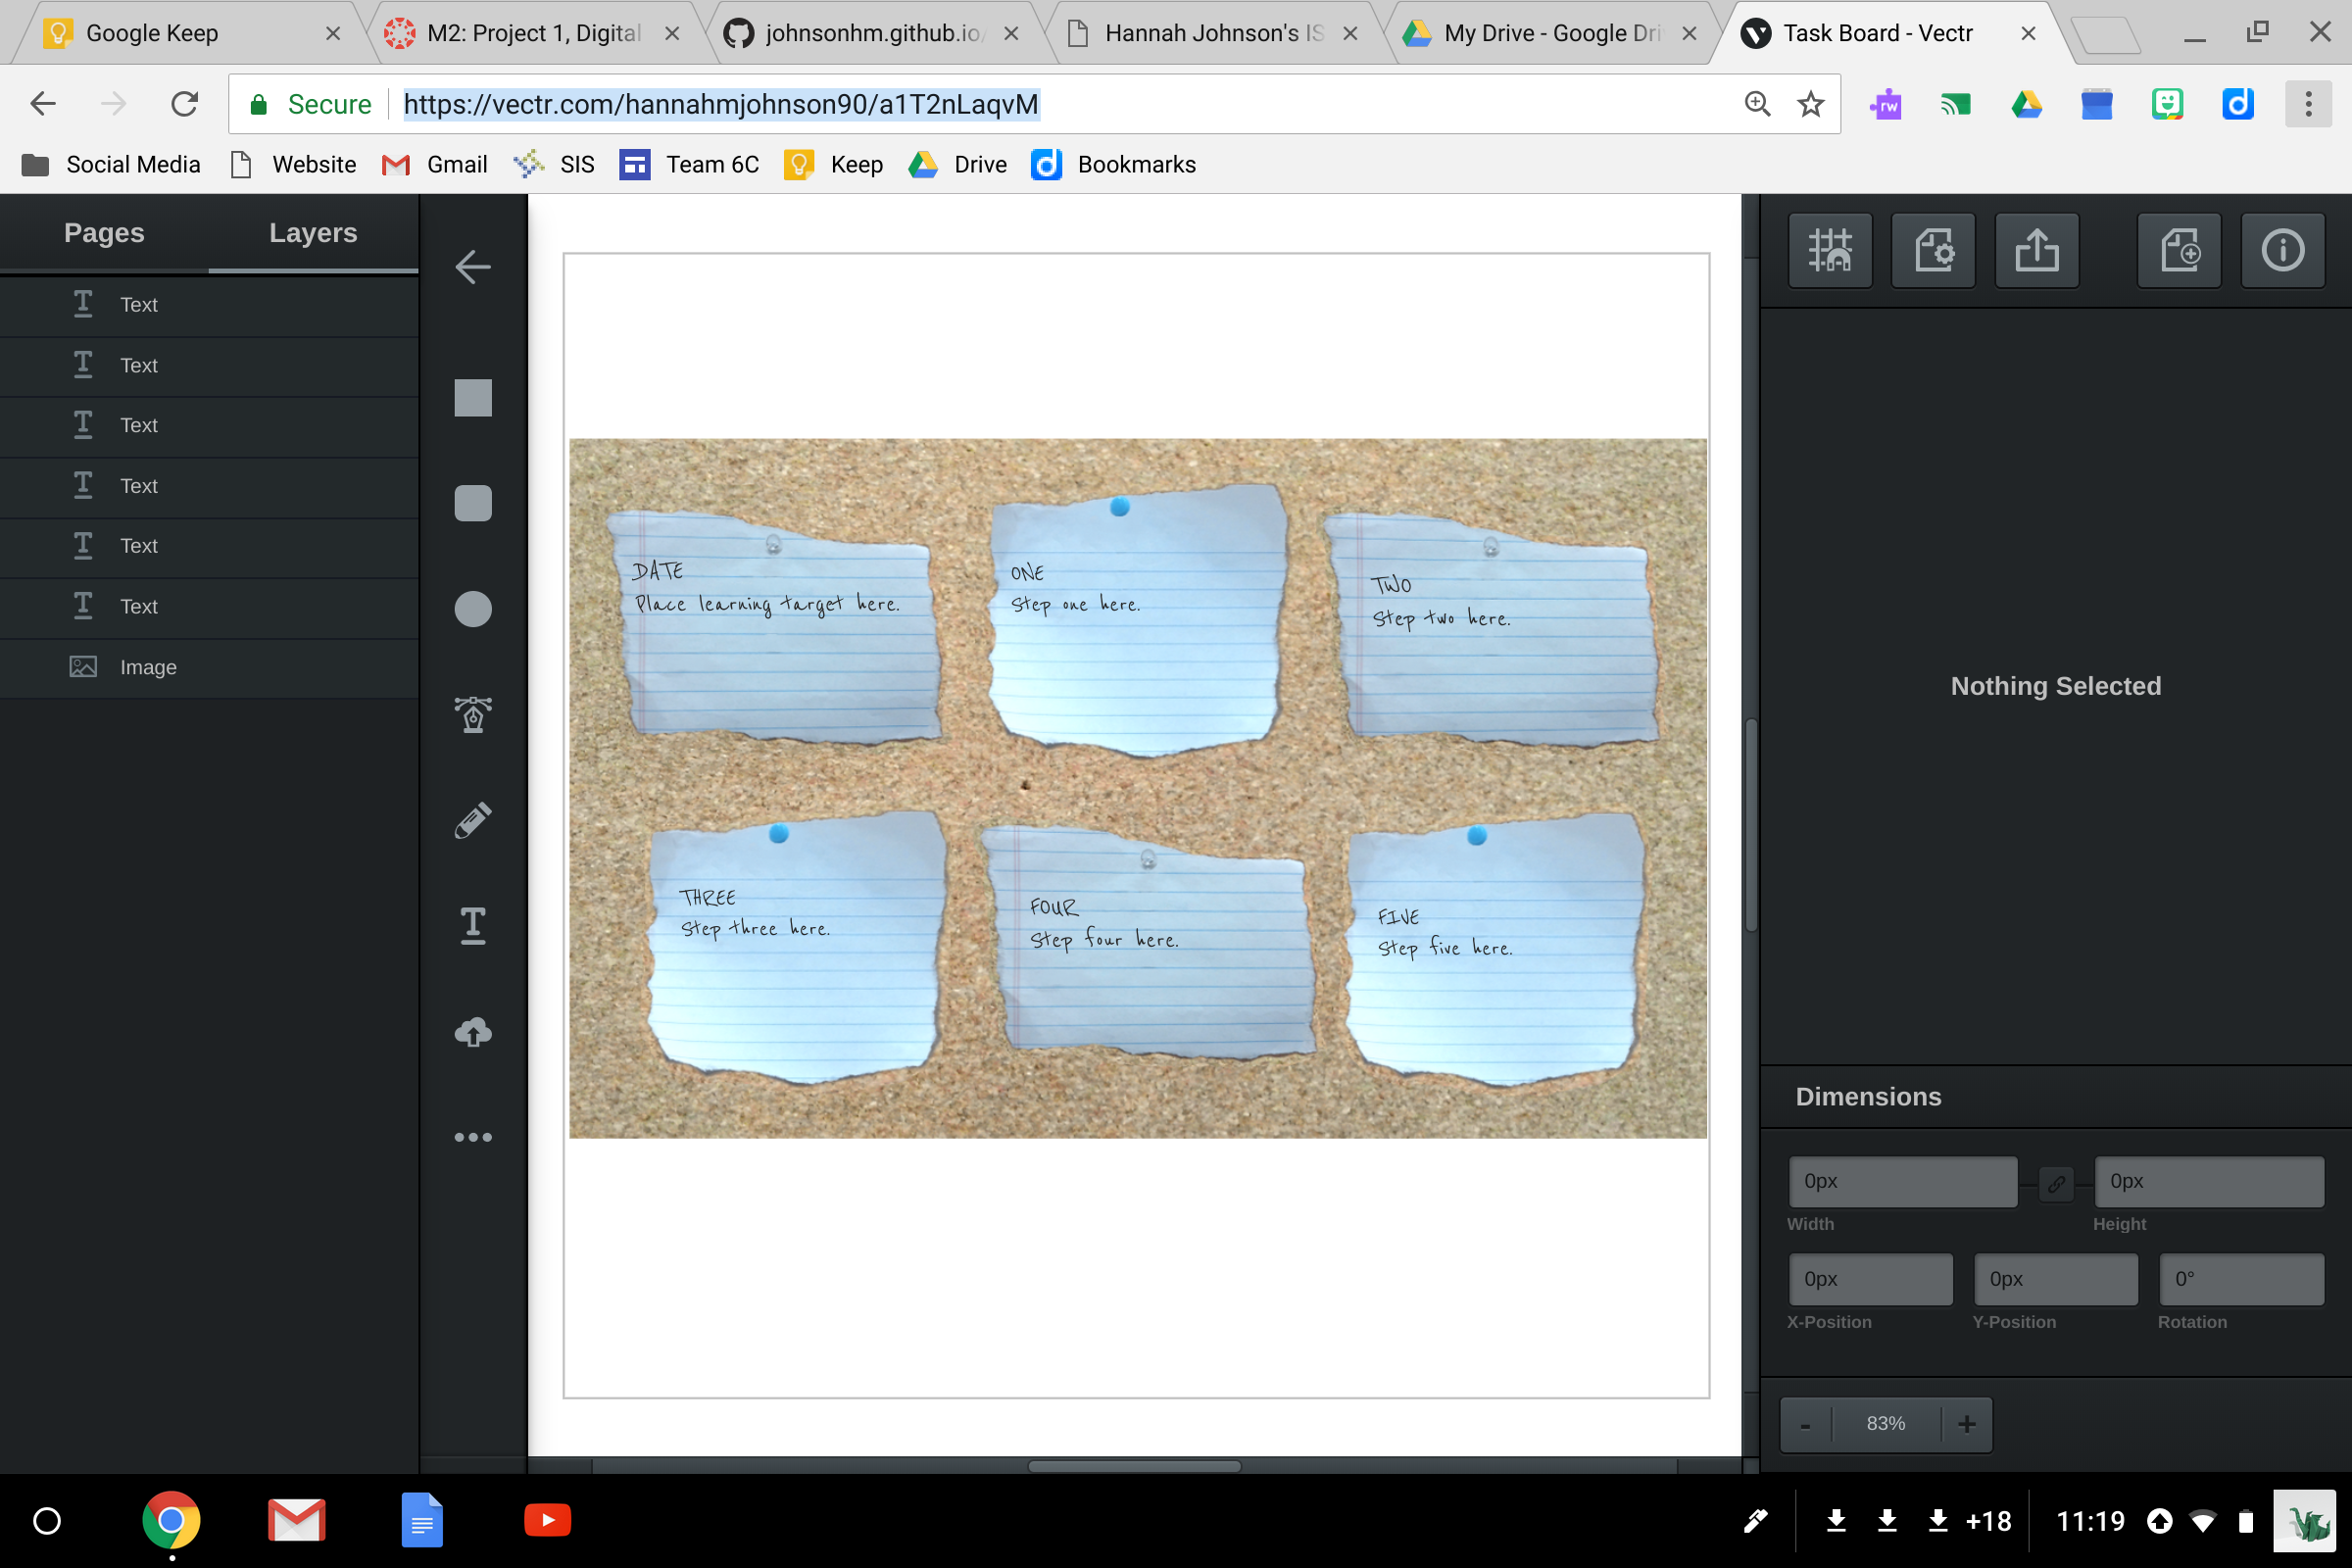 Google Keep
M2: Project 1, Digital
johnsonhm.github.io/
Hannah Johnson's IS
My Drive - Google Dri
Task Board - Vectr
Secure
https://vectr.com/hannahmjohnson90/a1T2nLaqvM
rw
Social Media
Website
Gmail
SIS
Team 6C
Keep
Drive
Bookmarks
Pages
Layers
Text
Text
Text
Text
Text
Text
Image
DATE
Place learning target here.
ONE
Step one here.
TWO
Step two here.
THREE
Step three here.
FOUR
Step four here.
FIVE
Step five here.
Nothing Selected
Dimensions
0px
0px
Width
Height
0px
0px
0°
X-Position
Y-Position
Rotation
- 83% +
+18
11:19